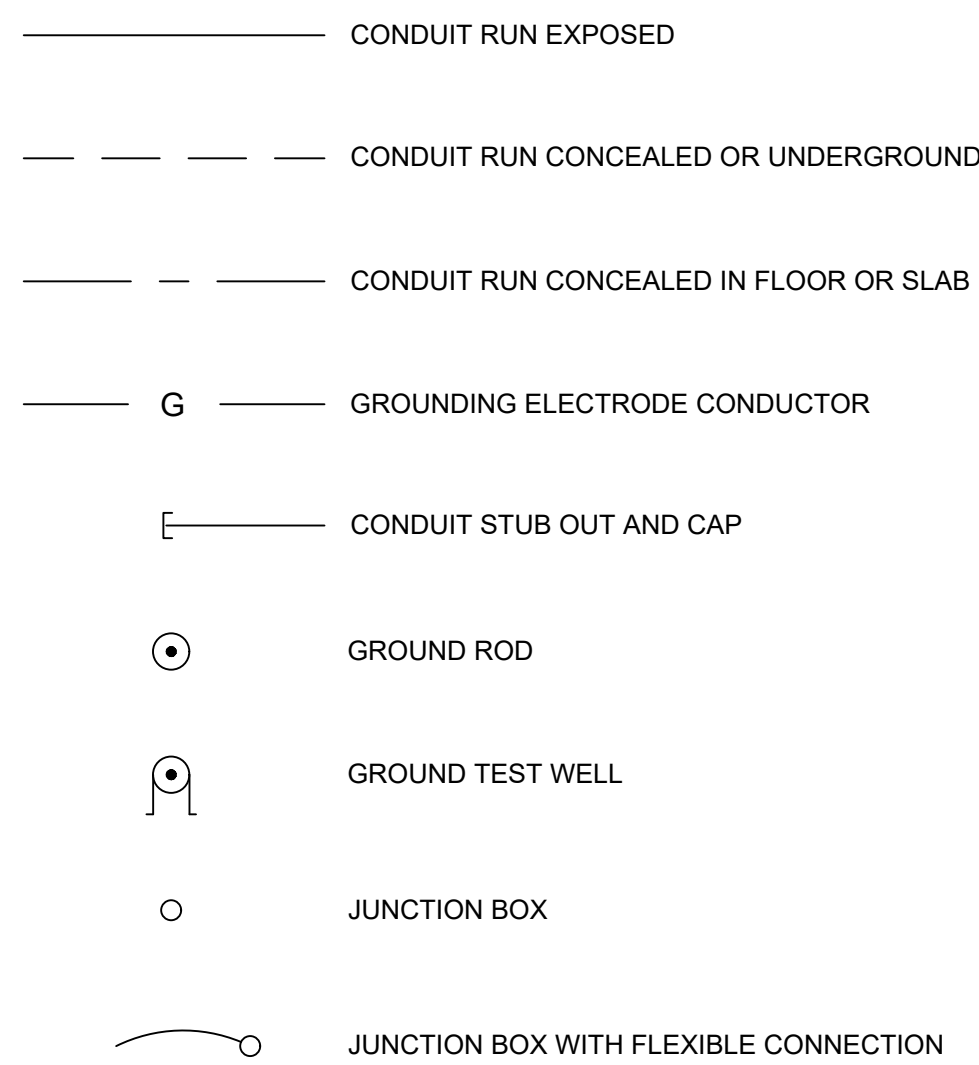 CONDUIT RUN EXPOSED
CONDUIT RUN CONCEALED OR UNDERGROUND
CONDUIT RUN CONCEALED IN FLOOR OR SLAB
G GROUNDING ELECTRODE CONDUCTOR
CONDUIT STUB OUT AND CAP
GROUND ROD
GROUND TEST WELL
JUNCTION BOX
JUNCTION BOX WITH FLEXIBLE CONNECTION